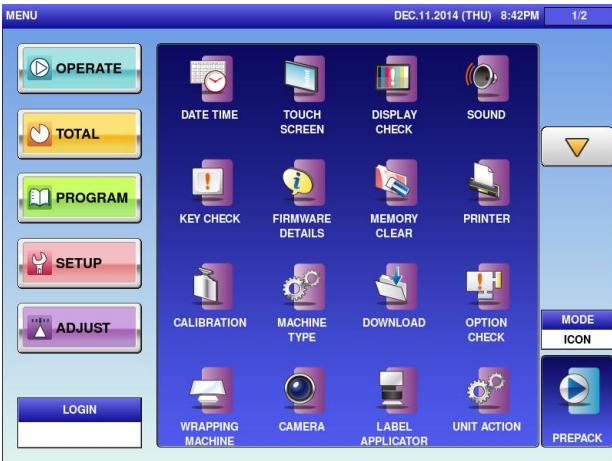 MENU DEC.11.2014 (THU) 8:42PM 1/2
OPERATE
TOTAL
PROGRAM
SETUP
ADJUST
LOGIN
DATE TIME
TOUCH
SCREEN
DISPLAY
CHECK
SOUND
KEY CHECK
FIRMWARE
DETAILS
MEMORY
CLEAR
PRINTER
CALIBRATION
MACHINE
TYPE
DOWNLOAD
OPTION
CHECK
WRAPPING
MACHINE
CAMERA
LABEL
APPLICATOR
UNIT ACTION
MODE
ICON
PREPACK